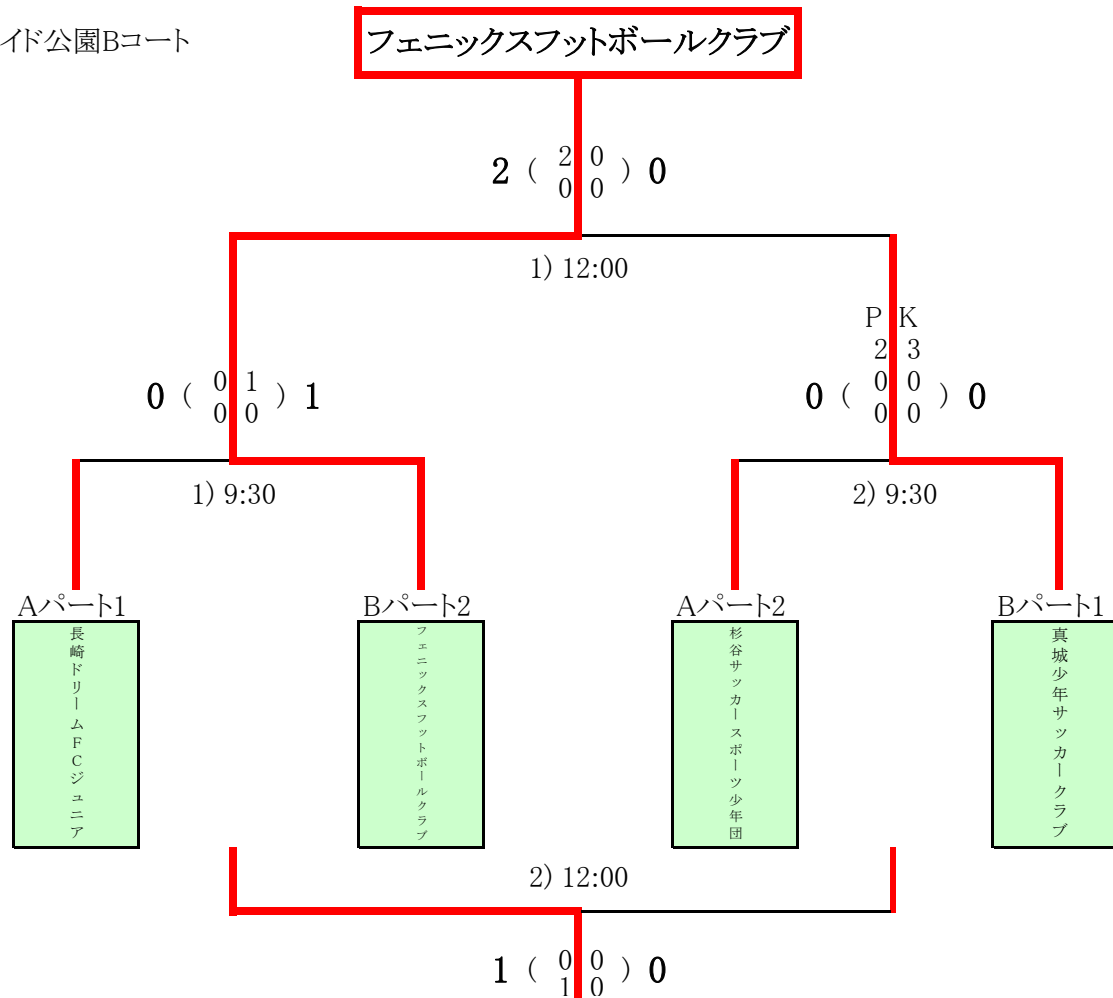 イド公園Bコート
フェニックスフットボールクラブ
2 ( 2 0 ) 0
0 0
1) 12:00
P K
2 3
0 ( 0 1 ) 1
0 0
0 ( 0 0 ) 0
0 0
1) 9:30
2) 9:30
Aパート1
Bパート2
Aパート2
Bパート1
長崎ドリームFCジュニア
フェニックスフットボールクラブ
杉谷サッカースポーツ少年団
真城少年サッカークラブ
2) 12:00
1 ( 0 0 ) 0
1 0